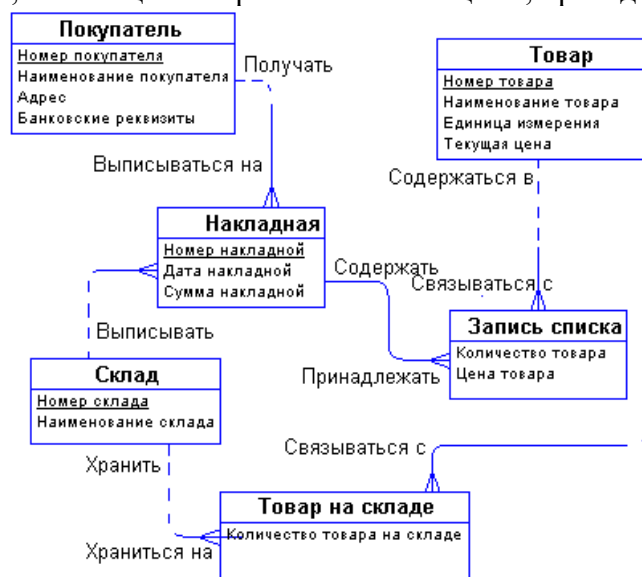 Покупатель
Номер покупателя
Наименование покупателя
Адрес
Банковские реквизиты
Получать
Товар
Номер товара
Наименование товара
Единица измерения
Текущая цена
Выписываться на
Содержаться в
Накладная
Номер накладной
Дата накладной
Сумма накладной
Содержать
Связываться с
Выписывать
Запись списка
Количество товара
Цена товара
Принадлежать
Склад
Номер склада
Наименование склада
Связываться с
Хранить
Товар на складе
Количество товара на складе
Храниться на